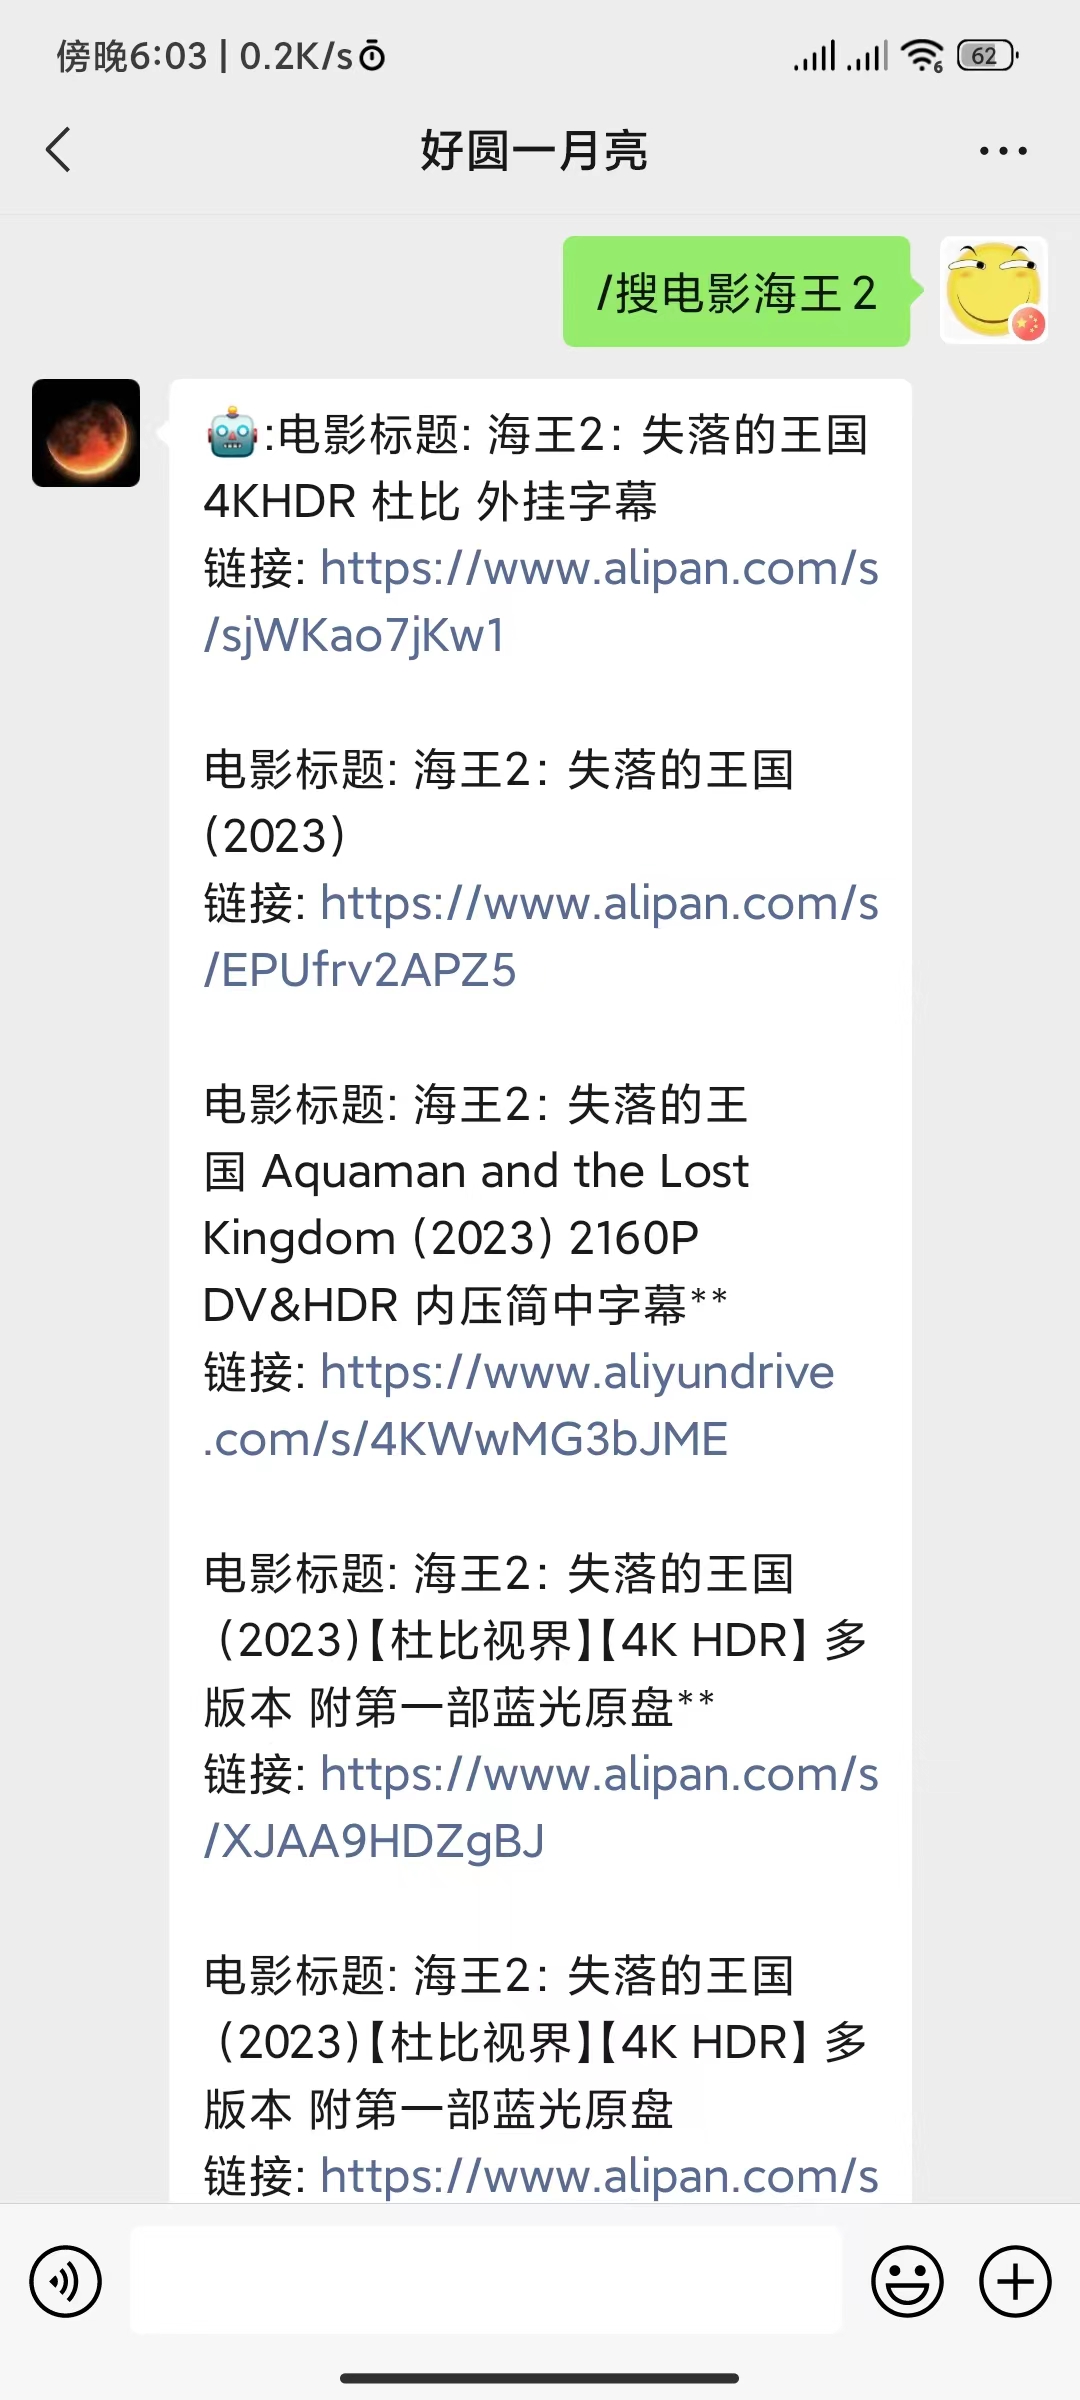 傍晚6:03 | 0.2K/s
6
62
好圆一月亮
/搜电影海王2
:电影标题: 海王2：失落的王国
4KHDR 杜比 外挂字幕
链接: https://www.alipan.com/s
/sjWKao7jKw1
电影标题: 海王2：失落的王国
(2023)
链接: https://www.alipan.com/s
/EPUfrv2APZ5
电影标题: 海王2：失落的王
国 Aquaman and the Lost
Kingdom (2023) 2160P
DV&HDR 内压简中字幕**
链接: https://www.aliyundrive
.com/s/4KWwMG3bJME
电影标题: 海王2：失落的王国
（2023)【杜比视界】【4K HDR】多
版本 附第一部蓝光原盘**
链接: https://www.alipan.com/s
/XJAA9HDZgBJ
电影标题: 海王2：失落的王国
（2023)【杜比视界】【4K HDR】多
版本 附第一部蓝光原盘
链接: https://www.alipan.com/s